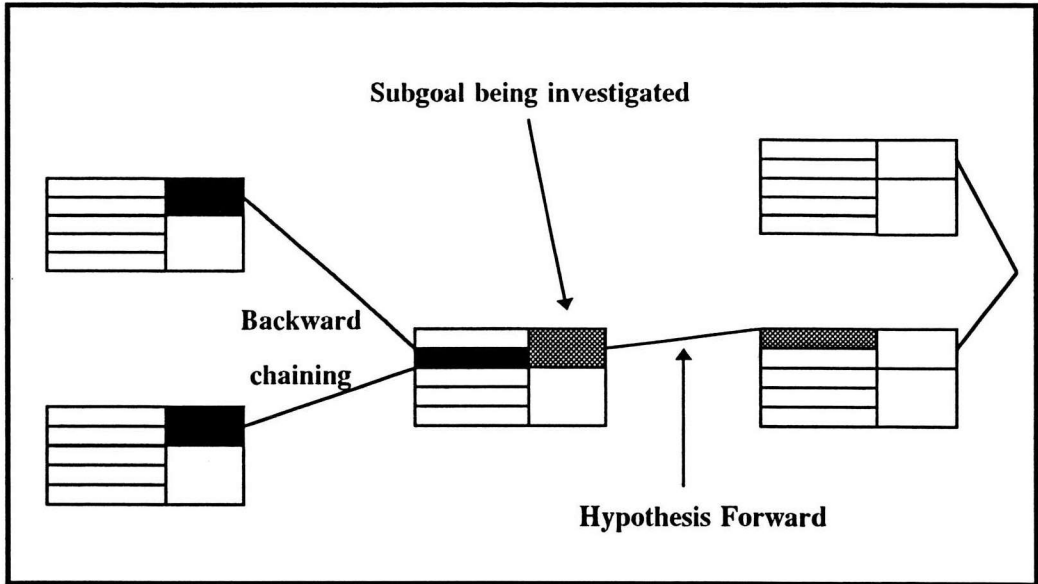 Subgoal being investigated
Backward
chaining
Hypothesis Forward